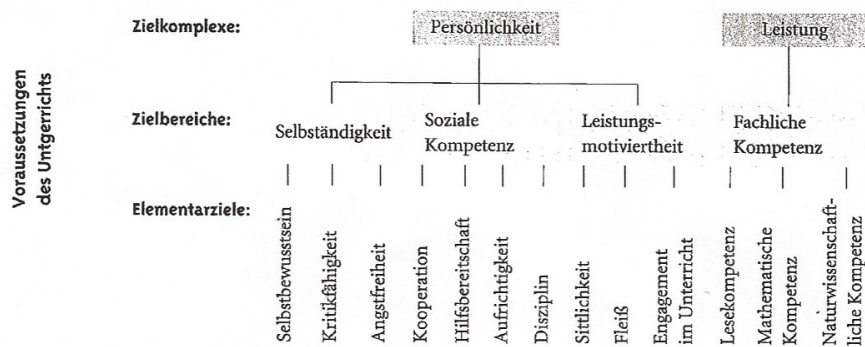 Voraussetzungen
des Untgerrichts
Zielkomplexe:
Persönlichkeit
Leistung
Zielbereiche:
Selbständigkeit
Soziale
Kompetenz
Leistungs-
motiviertheit
Fachliche
Kompetenz
Elementarziele:
Selbstbewusstsein
Kritikfähigkeit
Angstfreiheit
Kooperation
Hilfsbereitschaft
Aufrichtigkeit
Disziplin
Sittlichkeit
Fleiß
Engagement
im Unterricht
Lesekompetenz
Mathematische
Kompetenz
Naturwissenschaft-
liche Kompetenz